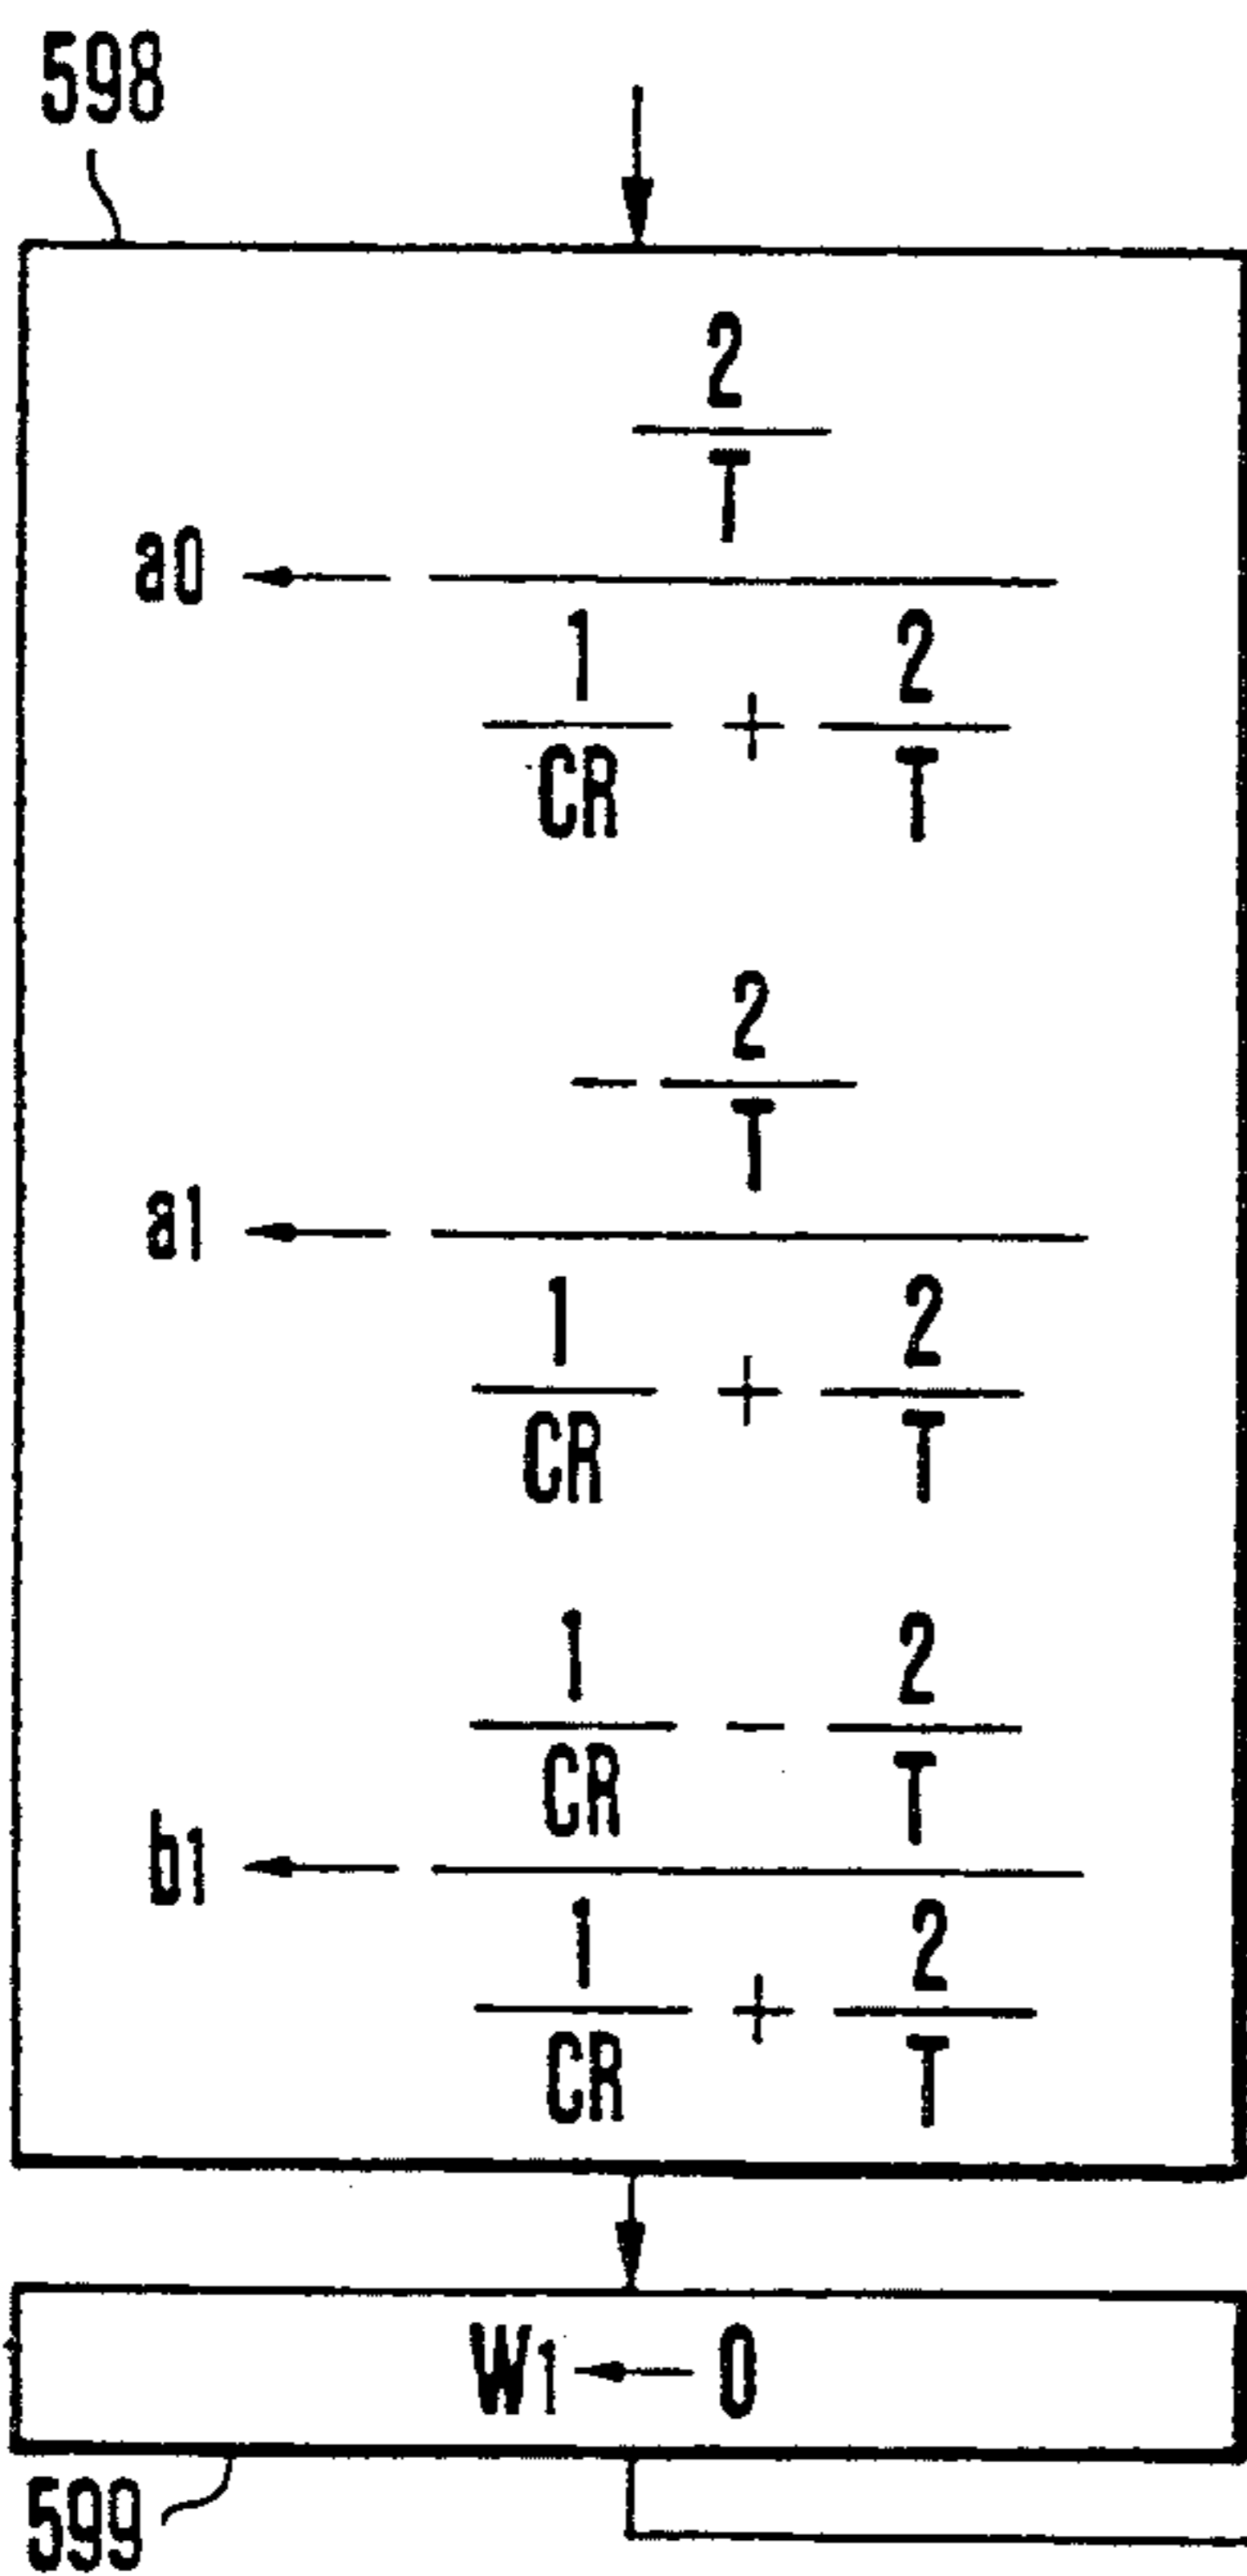 598
2
T
a0 ←
1 + 2
CR T
- 2
T
a1 ←
1 + 2
CR T
1 - 2
CR T
b1 ←
1 + 2
CR T
W1 ← 0
599